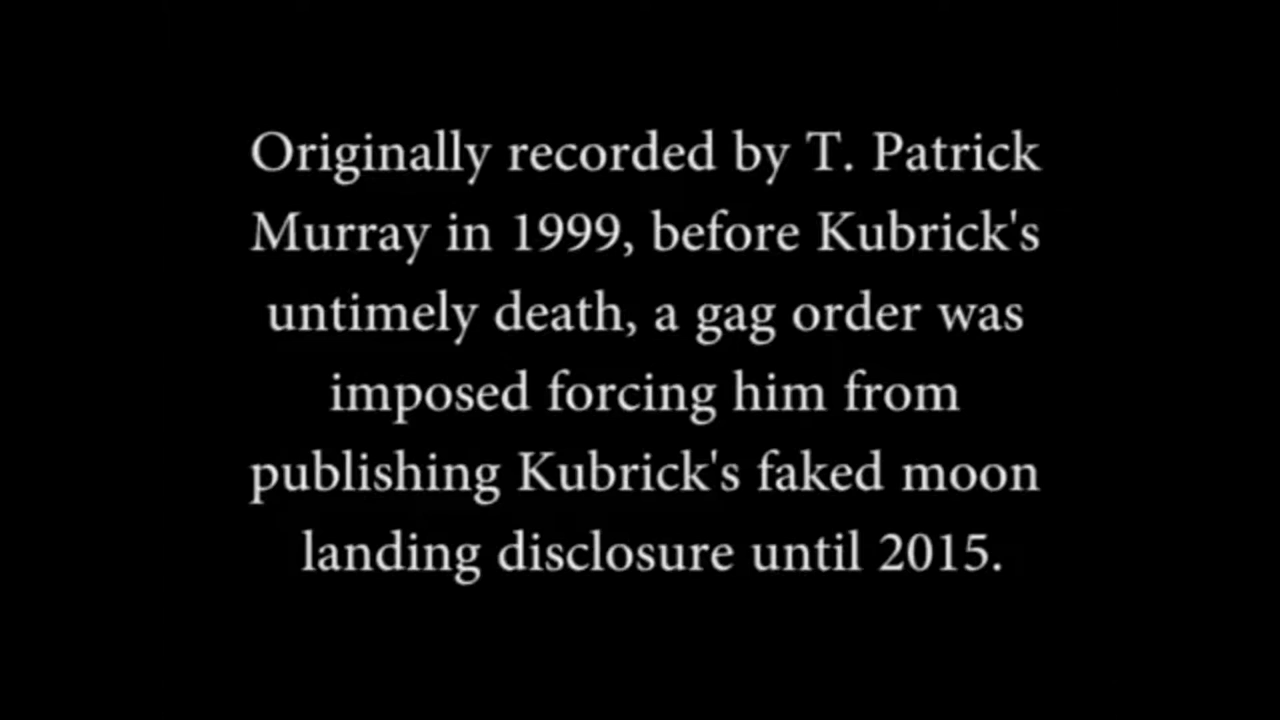 Originally recorded by T. Patrick
Murray in 1999, before Kubrick's
untimely death, a gag order was
imposed forcing him from
publishing Kubrick's faked moon
landing disclosure until 2015.